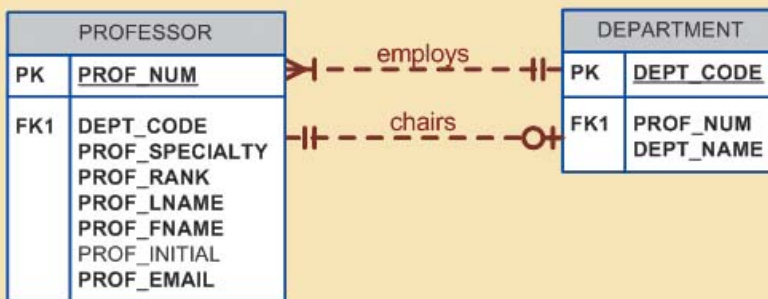 PROFESSOR
PK PROF_NUM
FK1 DEPT_CODE
PROF_SPECIALTY
PROF_RANK
PROF_LNAME
PROF_FNAME
PROF_INITIAL
PROF_EMAIL
employs
chairs
DEPARTMENT
PK DEPT_CODE
FK1 PROF_NUM
DEPT_NAME